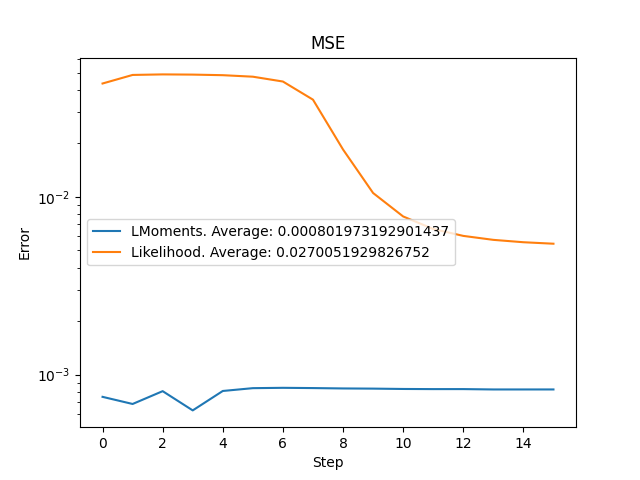 MSE
Error
10⁻²
10⁻³
LMoments. Average: 0.000801973192901437
Likelihood. Average: 0.0270051929826752
0 2 4 6 8 10 12 14
Step